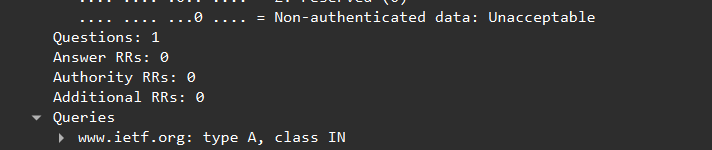 .... .... ...0 .... = Non-authenticated data: Unacceptable
Questions: 1
Answer RRs: 0
Authority RRs: 0
Additional RRs: 0
Queries
www.ietf.org: type A, class IN